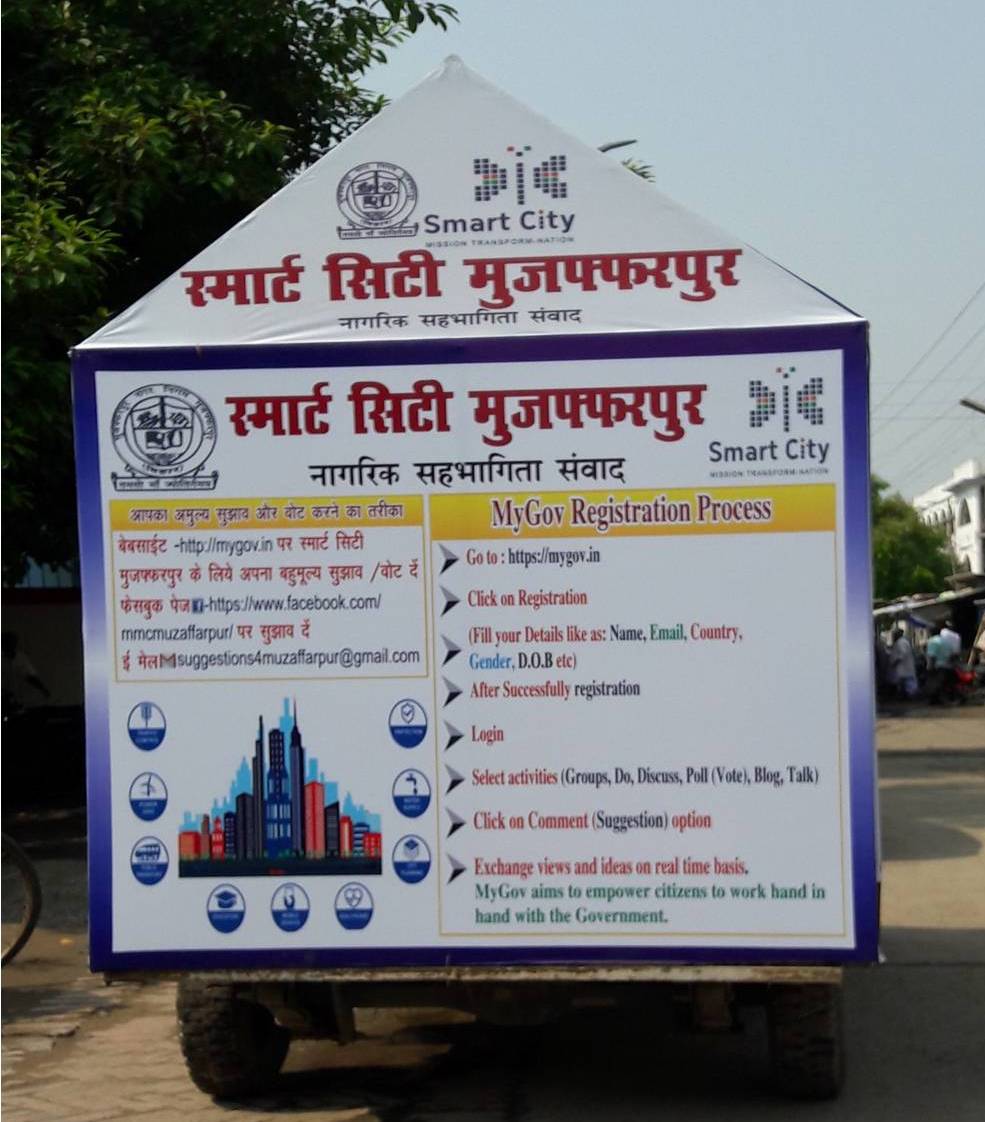 Smart City
MISSION TRANSFORM-NATION
स्मार्ट सिटी मुजफ्फरपुर
नागरिक सहभागिता संवाद
स्मार्ट सिटी मुजफ्फरपुर
नागरिक सहभागिता संवाद
Smart City
MISSION TRANSFORM-NATION
आपका अमुल्य सुझाव और वोट करने का तरीका
बेबसाईट -http://mygov.in पर स्मार्ट सिटी
मुजफ्फरपुर के लिये अपना बहुमूल्य सुझाव /वोट दें
फेसबुक पेज -https://www.facebook.com/
mmcmuzaffarpur/ पर सुझाव दें
ई मेल suggestions4muzaffarpur@gmail.com
MyGov Registration Process
Go to : https://mygov.in
Click on Registration
(Fill your Details like as: Name, Email, Country,
Gender, D.O.B etc)
After Successfully registration
Login
Select activities (Groups, Do, Discuss, Poll (Vote), Blog, Talk)
Click on Comment (Suggestion) option
Exchange views and ideas on real time basis.
MyGov aims to empower citizens to work hand in
hand with the Government.